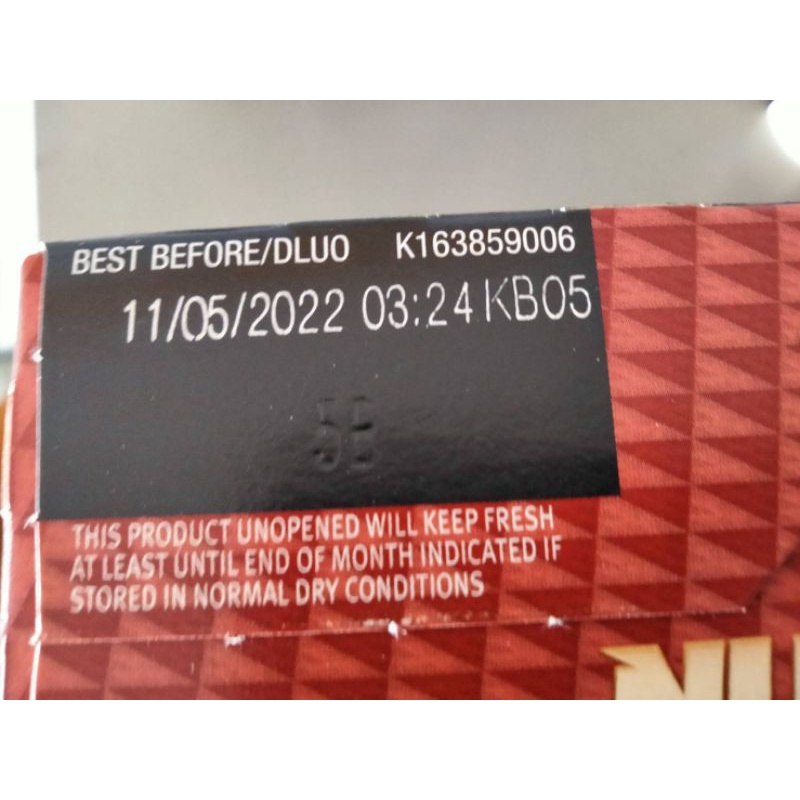 BEST BEFORE/DLUO K163859006
11/05/2022 03:24 KB05
THIS PRODUCT UNOPENED WILL KEEP FRESH
AT LEAST UNTIL END OF MONTH INDICATED IF
STORED IN NORMAL DRY CONDITIONS